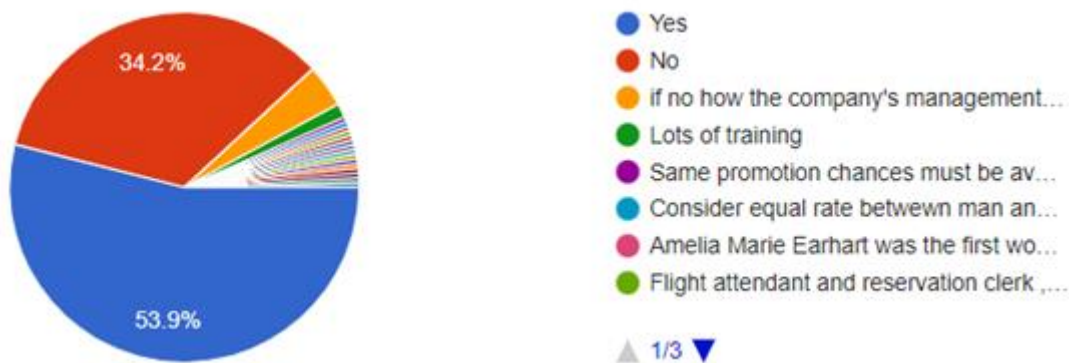 34.2%
53.9%
Yes
No
if no how the company's management...
Lots of training
Same promotion chances must be av...
Consider equal rate betwewn man an...
Amelia Marie Earhart was the first wo...
Flight attendant and reservation clerk ,...
1/3